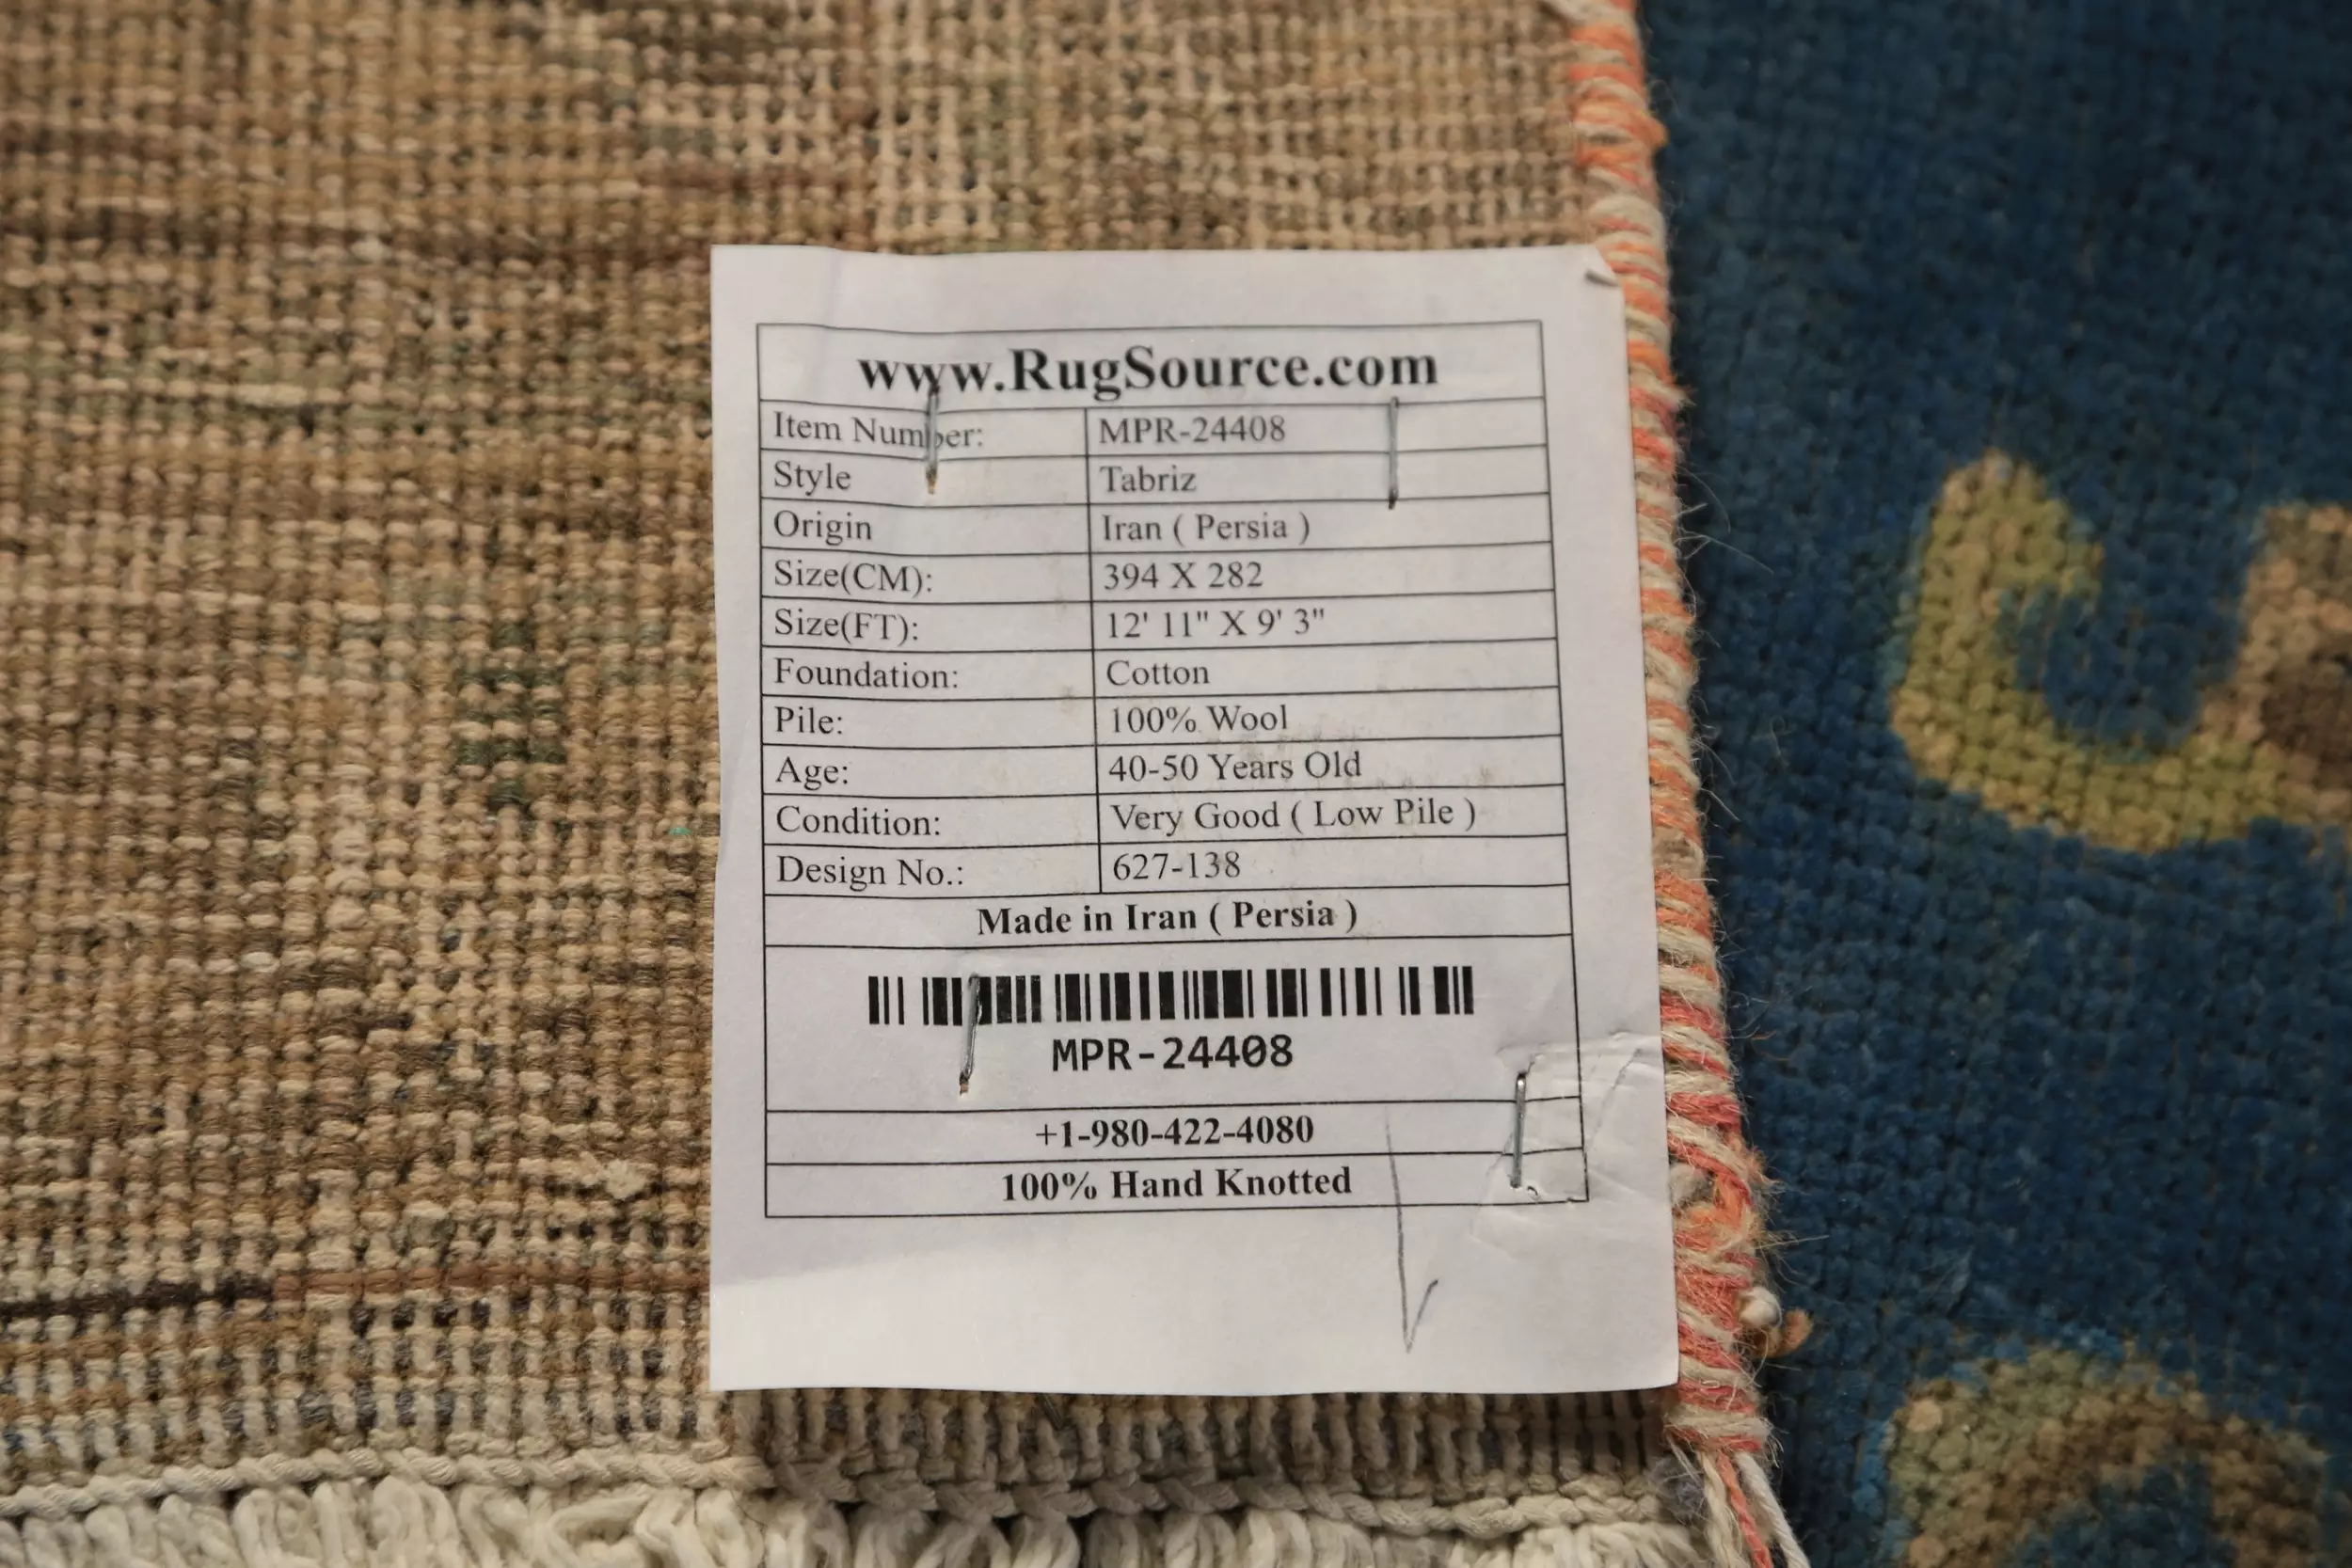 www.RugSource.com
Item Number: MPR-24408
Style Tabriz
Origin Iran ( Persia )
Size(CM): 394 X 282
Size(FT): 12' 11" X 9' 3"
Foundation: Cotton
Pile: 100% Wool
Age: 40-50 Years Old
Condition: Very Good ( Low Pile )
Design No.: 627-138
Made in Iran ( Persia )
MPR-24408
+1-980-422-4080
100% Hand Knotted